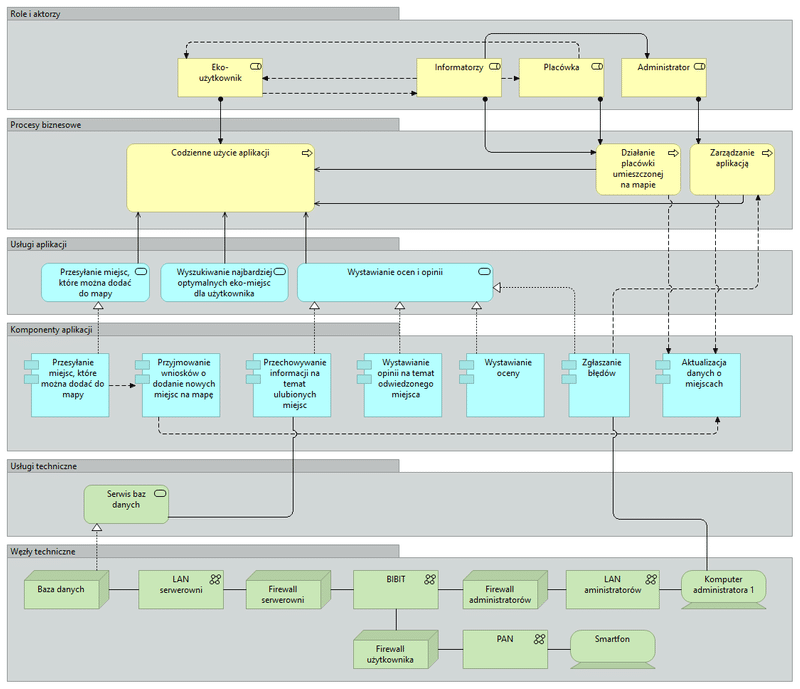 Role i aktorzy
Eko-
użytkownik
Informatorzy
Placówka
Administrator
Procesy biznesowe
Codzienne użycie aplikacji
Działanie
placówki
umieszczonej
na mapie
Zarządzanie
aplikacją
Usługi aplikacji
Przesyłanie miejsc,
które można dodać
do mapy
Wyszukiwanie najbardziej
optymalnych eko-miejsc
dla użytkownika
Wystawianie ocen i opinii
Komponenty aplikacji
Przesyłanie
miejsc, które
można dodać do
mapy
Przyjmowanie
wniosków o
dodanie nowych
miejsc na mapę
Przechowywanie
informacji na
temat
ulubionych
miejsc
Wystawianie
opinii na temat
odwiedzonego
miejsca
Wystawianie
oceny
Zgłaszanie
błędów
Aktualizacja
danych o
miejscach
Usługi techniczne
Serwis baz
danych
Węzły techniczne
Baza danych
LAN
serwerowni
Firewall
serwerowni
BIBIT
Firewall
administratorów
LAN
aministratorów
Komputer
administratora 1
Firewall
użytkownika
PAN
Smartfon